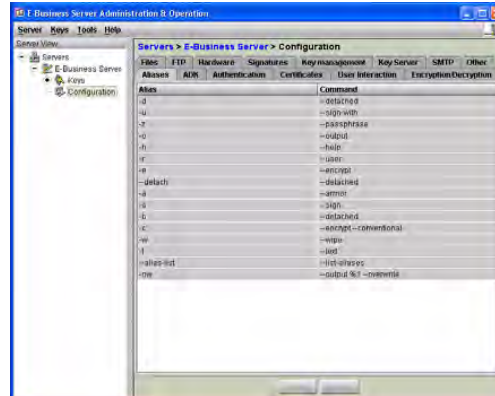 E-Business Server Administration & Operation
Server Keys Tools Help
Server View
Servers
E-Business Server
Keys
Configuration
Servers > E-Business Server > Configuration
Files FTP Hardware Signatures Key management Key Server SMTP Other
Aliases ADK Authentication Certificates User Interaction Encryption/Decryption
Alias Command
-d --detached
-u --sign-with
-z --passphrase
-o --output
-h --help
-r --user
-e --encrypt
--detach --detached
-a --armor
-s --sign
-b --detached
-c --encrypt --conventional
-w --wipe
-t --text
--alias-list --list-aliases
-ow --output %1 --overwrite